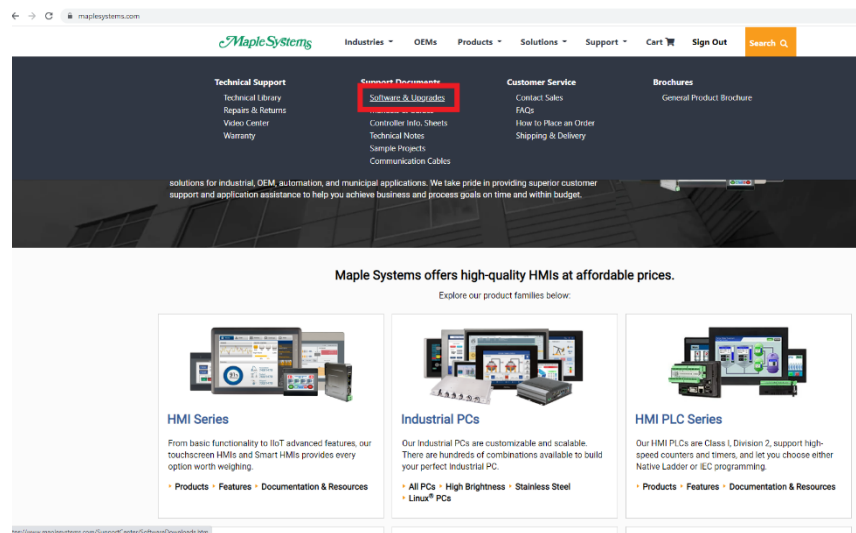 maplesystems.com
Maple Systems
Industries OEMs Products Solutions Support Cart Sign Out Search
Technical Support
Technical Library
Repairs & Returns
Video Center
Warranty
Support Documents
Software & Upgrades
Controller Info. Sheets
Technical Notes
Sample Projects
Communication Cables
Customer Service
Contact Sales
FAQs
How to Place an Order
Shipping & Delivery
Brochures
General Product Brochure
solutions for industrial, OEM, automation, and municipal applications. We take pride in providing superior customer
support and application assistance to help you achieve business and process goals on time and within budget.
Maple Systems offers high-quality HMIs at affordable prices.
Explore our product families below:
HMI Series
From basic functionality to IIoT advanced features, our
touchscreen HMIs and Smart HMIs provides every
option worth weighing.
Products Features Documentation & Resources
Industrial PCs
Our Industrial PCs are customizable and scalable.
There are hundreds of combinations available to build
your perfect Industrial PC.
All PCs High Brightness Stainless Steel
Linux® PCs
HMI PLC Series
Our HMI PLCs are Class I, Division 2, support high-
speed counters and timers, and let you choose either
Native Ladder or IEC programming.
Products Features Documentation & Resources